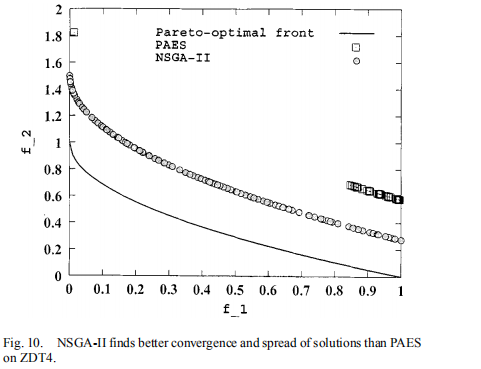 2
1.8
1.6
1.4
1.2
1
0.8
0.6
0.4
0.2
0
f_2
Pareto-optimal front
PAES
NSGA-II
0 0.1 0.2 0.3 0.4 0.5 0.6 0.7 0.8 0.9 1
f_1
Fig. 10. NSGA-II finds better convergence and spread of solutions than PAES
on ZDT4.